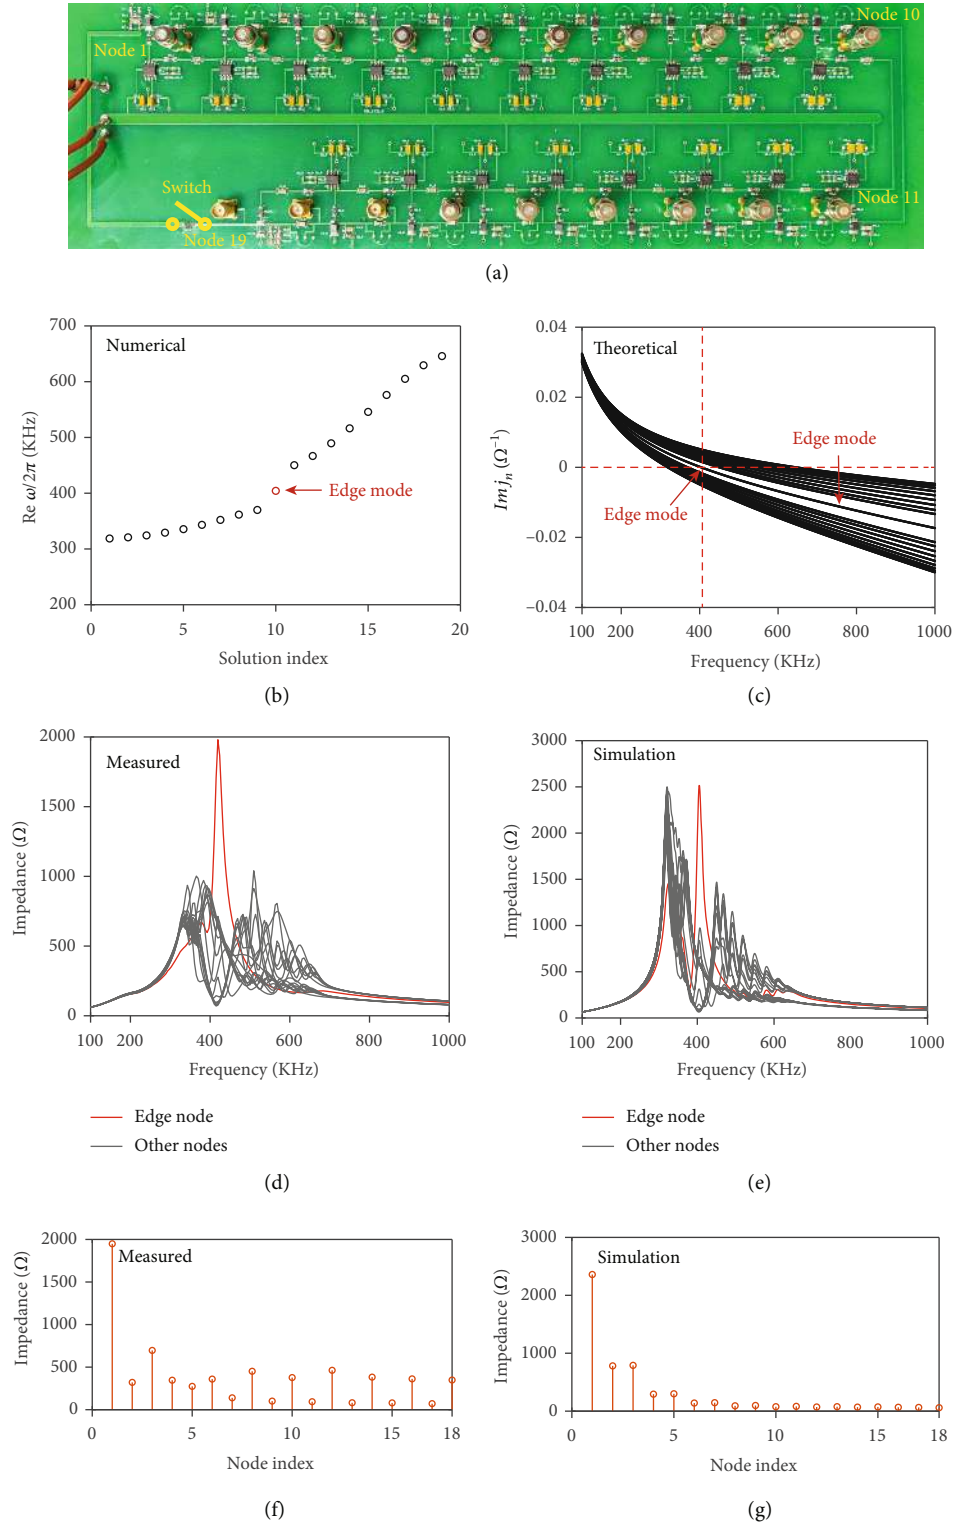 Node 10
Node 1
Switch
Node 11
Node 19
(a)
700
600
500
400
300
200
Re ω/2π (KHz)
Numerical
Edge mode
0 5 10 15 20
Solution index
(b)
0.04
0.02
0
−0.02
−0.04
Im jn (Ω−1)
Theoretical
Edge mode
Edge mode
100 200 400 600 800 1000
Frequency (KHz)
(c)
2000
1500
1000
500
0
Impedance (Ω)
Measured
100 200 400 600 800 1000
Frequency (KHz)
Edge node
Other nodes
(d)
3000
2500
2000
1500
1000
500
0
Impedance (Ω)
Simulation
100 200 400 600 800 1000
Frequency (KHz)
Edge node
Other nodes
(e)
2000
1500
1000
500
0
Impedance (Ω)
Measured
0 5 10 15 18
Node index
(f)
3000
2000
1000
0
Impedance (Ω)
Simulation
0 5 10 15 18
Node index
(g)